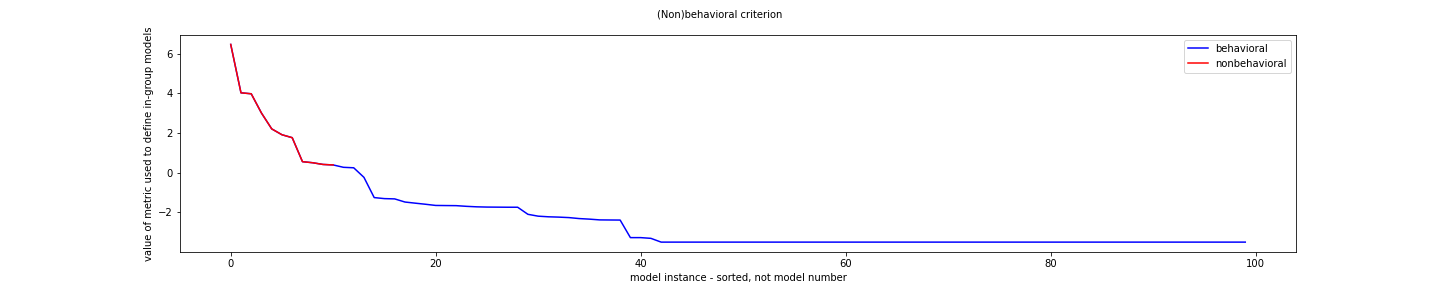 (Non)behavioral criterion
value of metric used to define in-group models
6
4
2
0
−2
behavioral
nonbehavioral
0
20
40
60
80
100
model instance - sorted, not model number